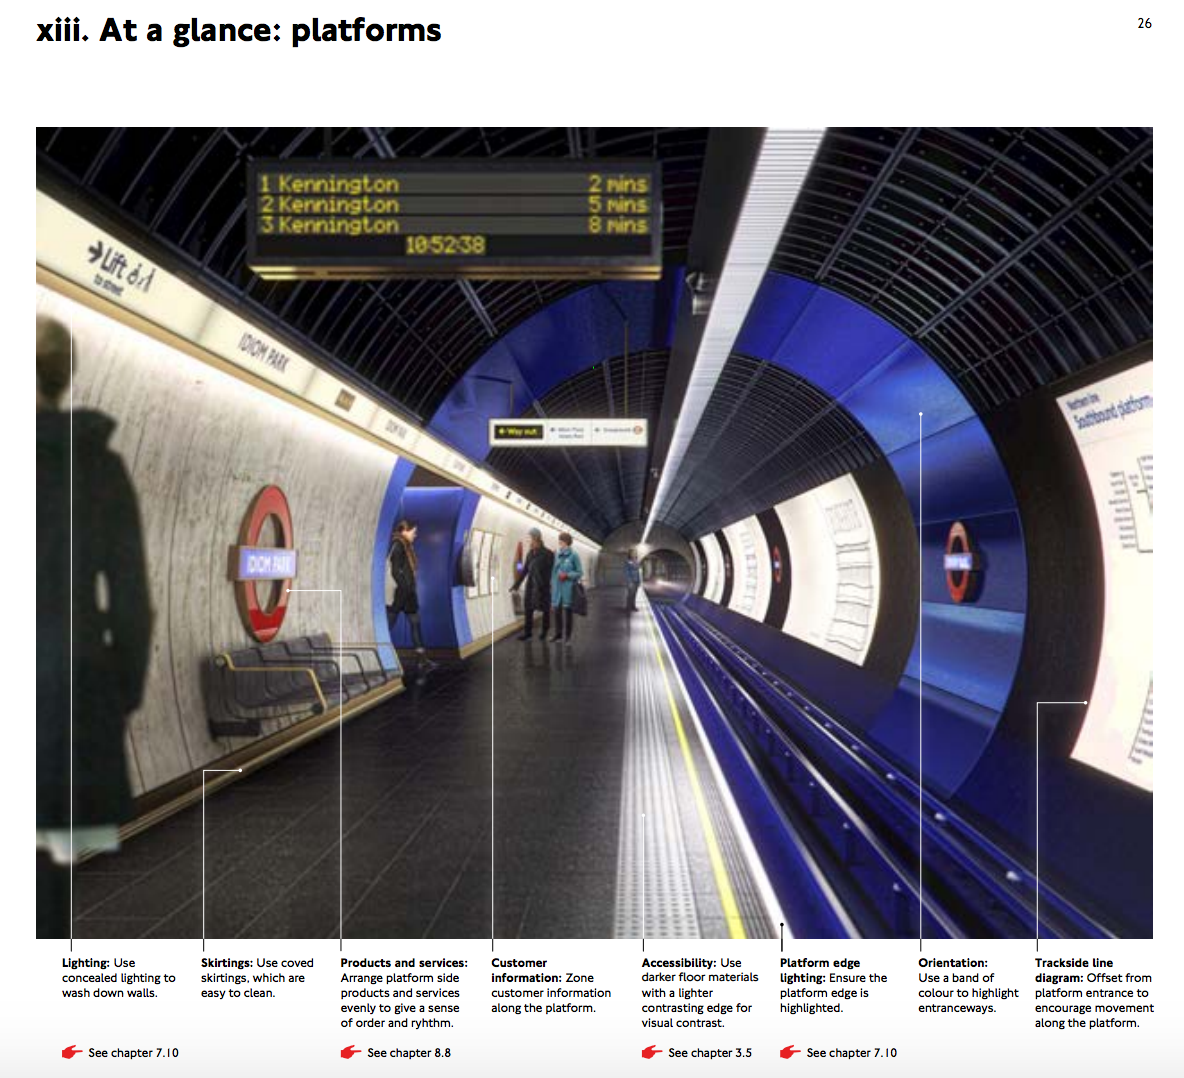 xiii. At a glance: platforms
26
1 Kennington 2 mins
2 Kennington 5 mins
3 Kennington 8 mins
10:52:38
Lift
to street
IDIOM PARK
Way out
IDIOM PARK
Northern line
Southbound platform
Lighting: Use
concealed lighting to
wash down walls.
See chapter 7.10
Skirtings: Use coved
skirtings, which are
easy to clean.
Products and services:
Arrange platform side
products and services
evenly to give a sense
of order and ryhthm.
See chapter 8.8
Customer
information: Zone
customer information
along the platform.
Accessibility: Use
darker floor materials
with a lighter
contrasting edge for
visual contrast.
See chapter 3.5
Platform edge
lighting: Ensure the
platform edge is
highlighted.
See chapter 7.10
Orientation:
Use a band of
colour to highlight
entranceways.
Trackside line
diagram: Offset from
platform entrance to
encourage movement
along the platform.